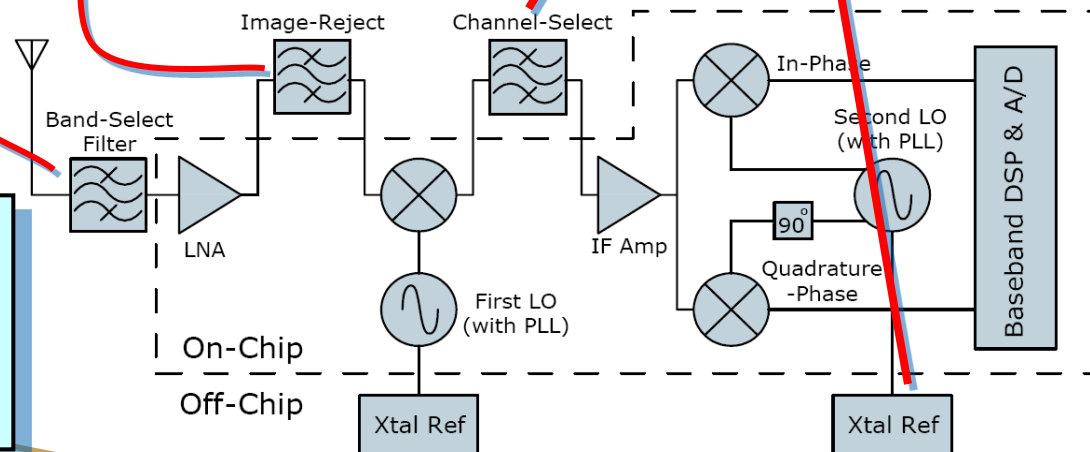 Image-Reject
Channel-Select
Band-Select
Filter
LNA
First LO
(with PLL)
IF Amp
In-Phase
Second LO
(with PLL)
90°
Quadrature
-Phase
Baseband DSP & A/D
On-Chip
Off-Chip
Xtal Ref
Xtal Ref